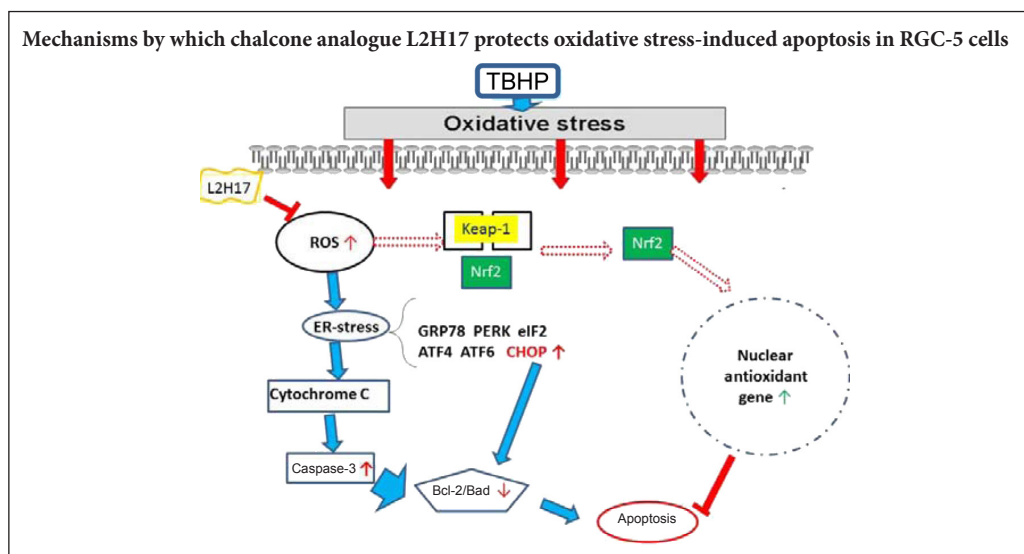 Mechanisms by which chalcone analogue L2H17 protects oxidative stress-induced apoptosis in RGC-5 cells
TBHP
Oxidative stress
L2H17
ROS ↑
Keap-1
Nrf2
Nrf2
ER-stress
GRP78 PERK eIF2
ATF4 ATF6 CHOP ↑
Nuclear
antioxidant
gene ↑
Cytochrome C
Caspase-3 ↑
Bcl-2/Bad ↓
Apoptosis